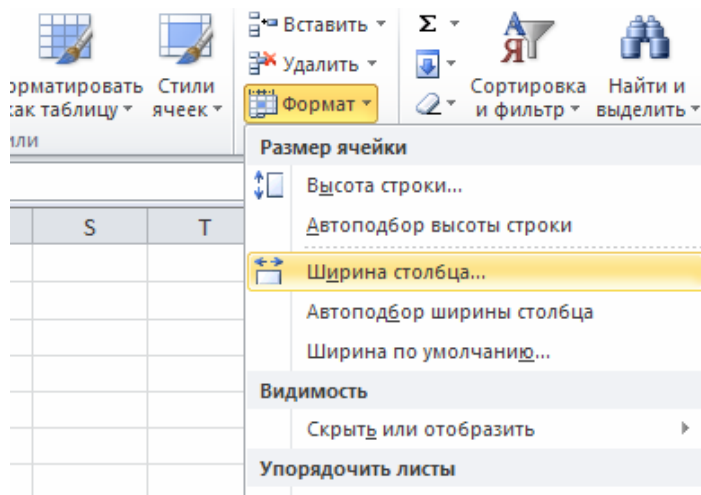 Вставить
Удалить
Формат
Σ
орматировать
как таблицу
Стили
ячеек
или
А
Я
Сортировка
и фильтр
Найти и
выделить
Размер ячейки
Высота строки...
Автоподбор высоты строки
Ширина столбца...
Автоподбор ширины столбца
Ширина по умолчанию...
Видимость
Скрыть или отобразить
Упорядочить листы
S
T